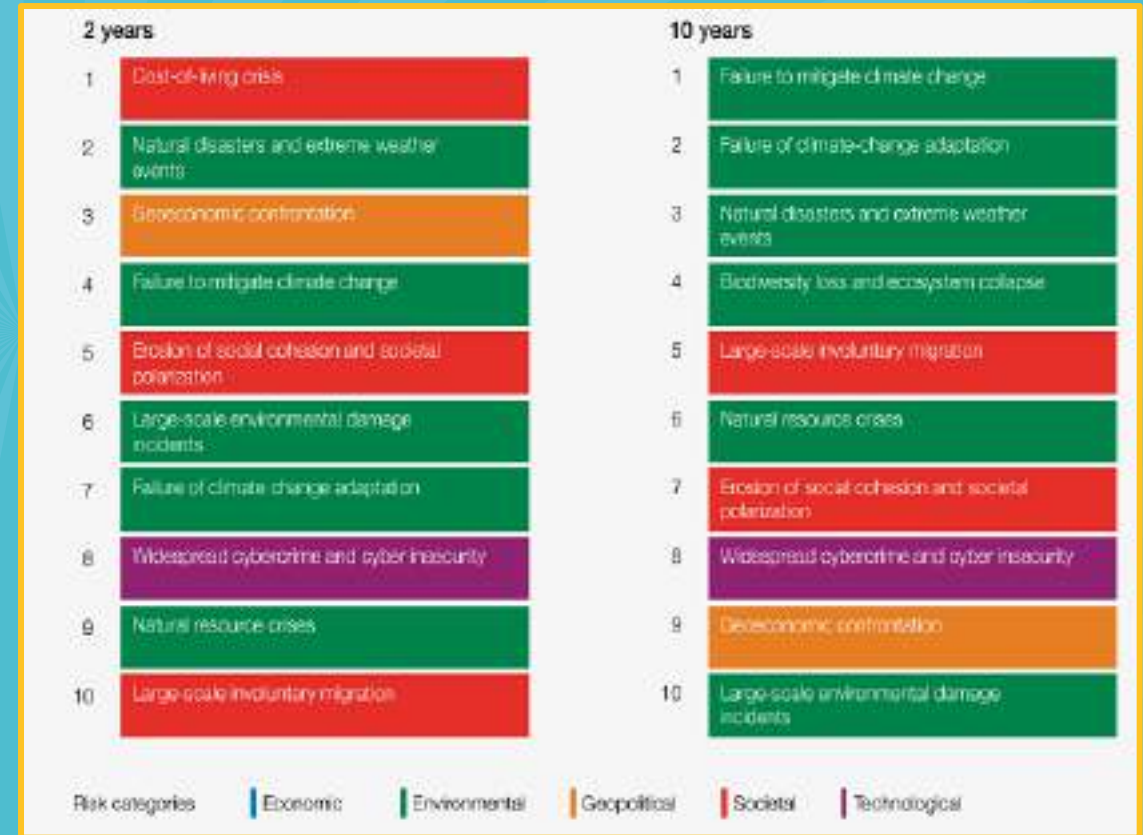 2 years
1 Cost-of-living crisis
2 Natural disasters and extreme weather
events
3 Geoeconomic confrontation
4 Failure to mitigate climate change
5 Erosion of social cohesion and societal
polarization
6 Large-scale environmental damage
incidents
7 Failure of climate change adaptation
8 Widespread cybercrime and cyber insecurity
9 Natural resource crises
10 Large-scale involuntary migration
10 years
1 Failure to mitigate climate change
2 Failure of climate-change adaptation
3 Natural disasters and extreme weather
events
4 Biodiversity loss and ecosystem collapse
5 Large-scale involuntary migration
6 Natural resource crises
7 Erosion of social cohesion and societal
polarization
8 Widespread cybercrime and cyber insecurity
9 Geoeconomic confrontation
10 Large-scale environmental damage
incidents
Risk categories Economic Environmental Geopolitical Societal Technological